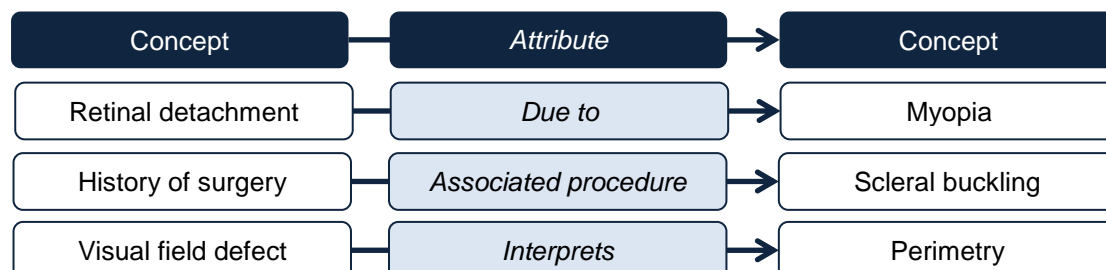 Concept Attribute Concept
Retinal detachment Due to Myopia
History of surgery Associated procedure Scleral buckling
Visual field defect Interprets Perimetry